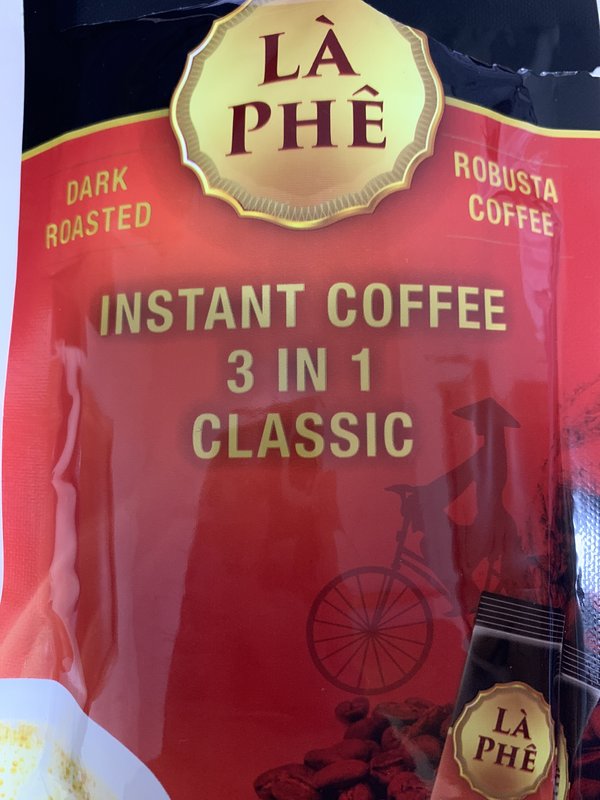 LÀ
PHÊ
DARK
ROASTED
ROBUSTA
COFFEE
INSTANT COFFEE
3 IN 1
CLASSIC
LÀ
PHÊ